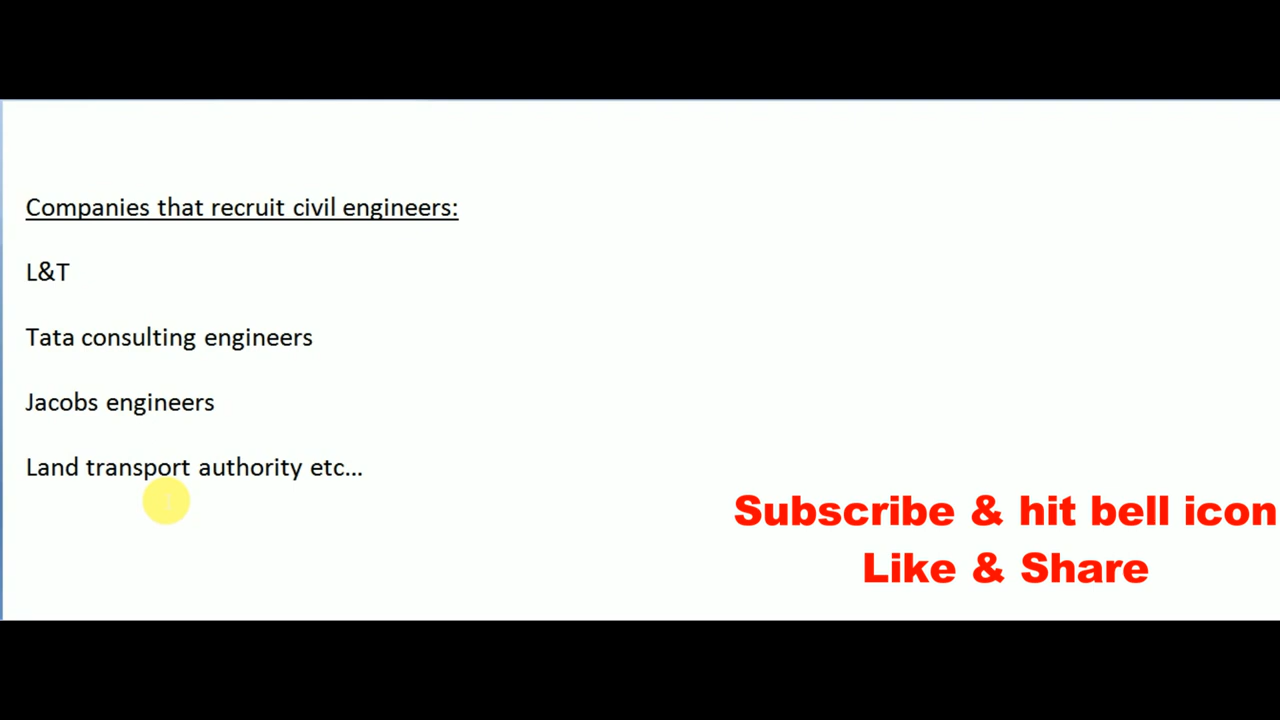 Companies that recruit civil engineers:
L&T
Tata consulting engineers
Jacobs engineers
Land transport authority etc...
Subscribe & hit bell icon
Like & Share